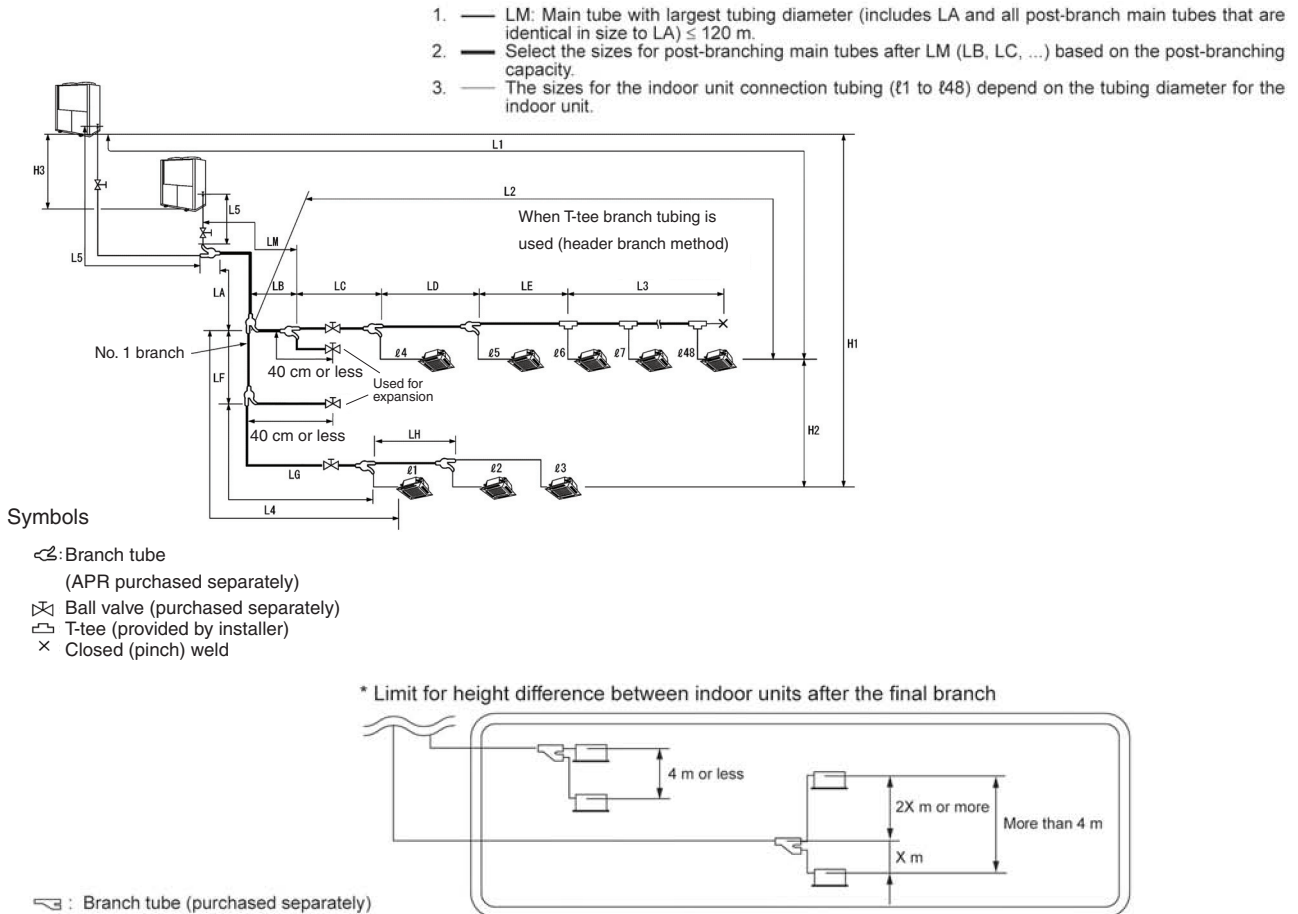 1. LM: Main tube with largest tubing diameter (includes LA and all post-branch main tubes that are
identical in size to LA) ≤ 120 m.
2. Select the sizes for post-branching main tubes after LM (LB, LC, ...) based on the post-branching
capacity.
3. The sizes for the indoor unit connection tubing (ℓ1 to ℓ48) depend on the tubing diameter for the
indoor unit.
L1
H3
L2
L5
When T-tee branch tubing is
used (header branch method)
LM
L5
LA
LB
LC
LD
LE
L3
No. 1 branch
ℓ4
ℓ5
ℓ6
ℓ7
ℓ48
H1
40 cm or less
LF
Used for
expansion
40 cm or less
LH
H2
LG
ℓ1
ℓ2
ℓ3
L4
Symbols
: Branch tube
(APR purchased separately)
Ball valve (purchased separately)
T-tee (provided by installer)
× Closed (pinch) weld
* Limit for height difference between indoor units after the final branch
4 m or less
2X m or more
More than 4 m
X m
: Branch tube (purchased separately)